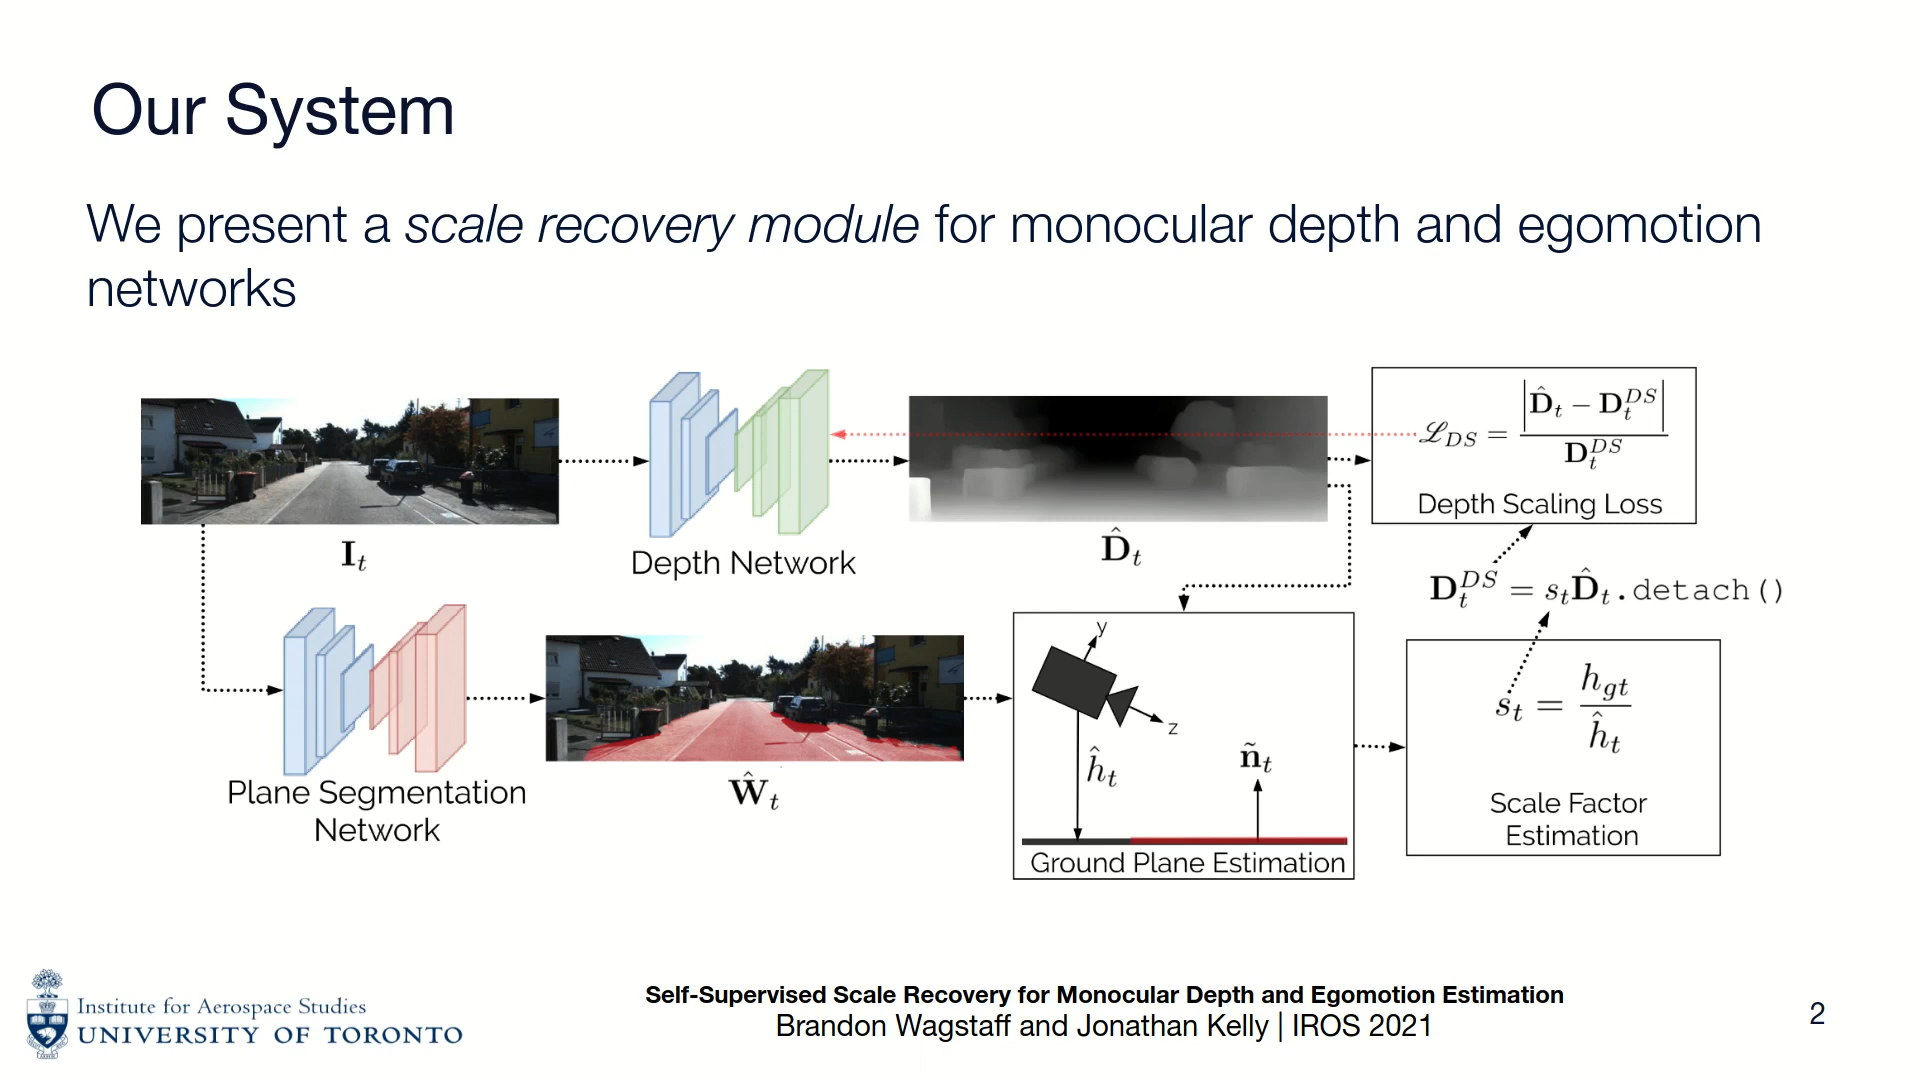 Our System
We present a scale recovery module for monocular depth and egomotion
networks
I_t
Depth Network
D̂_t
ℒ_DS = |D̂_t − D_t^DS| / D_t^DS
Depth Scaling Loss
D_t^DS = s_t D̂_t.detach()
Plane Segmentation
Network
Ŵ_t
y
z
ĥ_t
ñ_t
Ground Plane Estimation
s_t = h_gt / ĥ_t
Scale Factor
Estimation
Institute for Aerospace Studies
UNIVERSITY OF TORONTO
Self-Supervised Scale Recovery for Monocular Depth and Egomotion Estimation
Brandon Wagstaff and Jonathan Kelly | IROS 2021
2